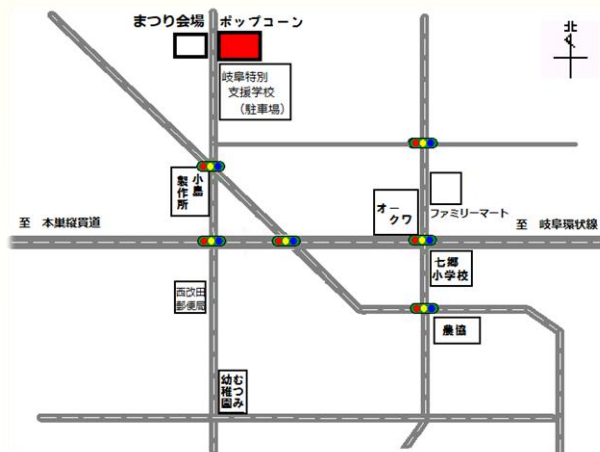 まつり会場
ポップコーン
北
岐阜特別
支援学校
(駐車場)
小島
製作所
オー
クワ
ファミリーマート
至 本巣縦貫道
至 岐阜環状線
七郷
小学校
西改田
郵便局
農協
むつみ
幼稚園